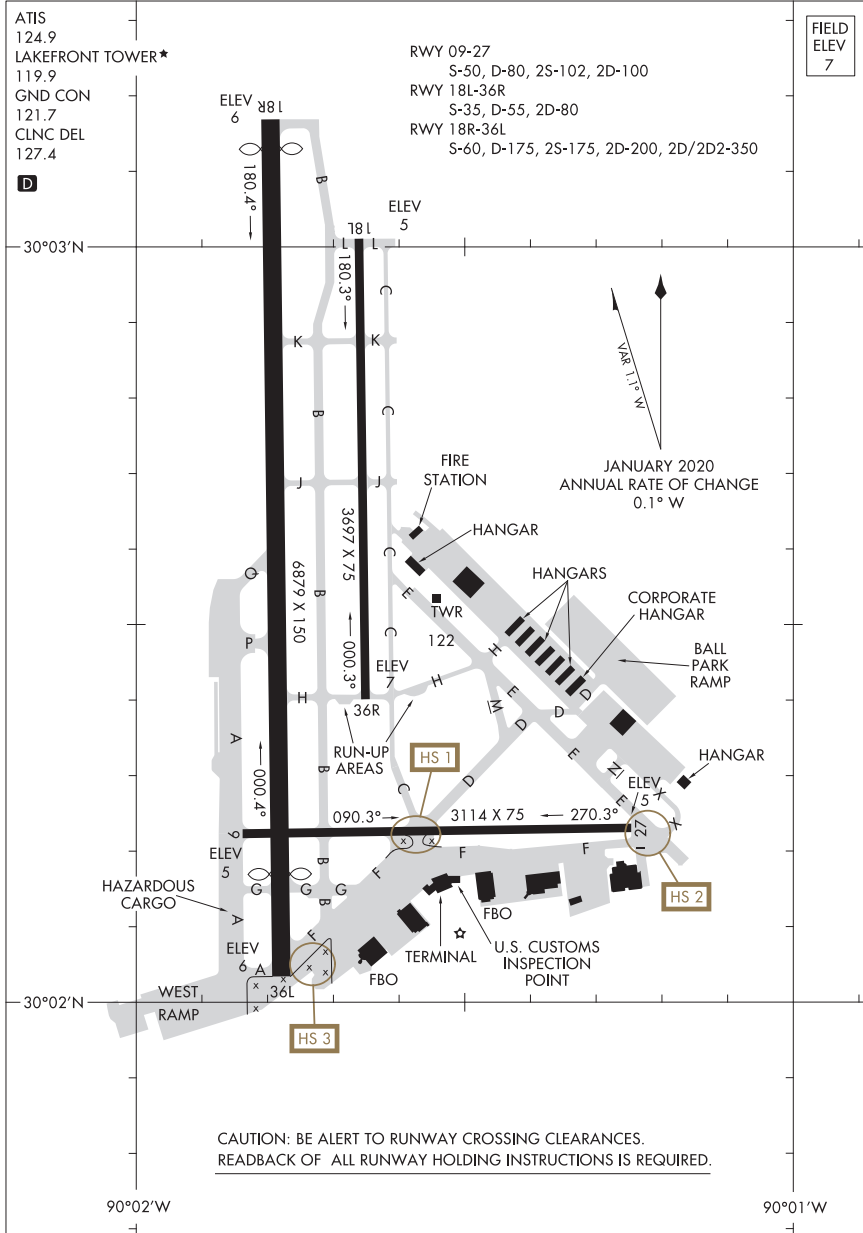 ATIS
124.9
LAKEFRONT TOWER★
119.9
GND CON
121.7
CLNC DEL
127.4
D
RWY 09-27
S-50, D-80, 2S-102, 2D-100
RWY 18L-36R
S-35, D-55, 2D-80
RWY 18R-36L
S-60, D-175, 2S-175, 2D-200, 2D/2D2-350
FIELD
ELEV
7
ELEV
6
18R
180.4°
B
ELEV
5
18L
L
L
180.3°
C
30°03'N
K
K
B
C
VAR 1.1° W
JANUARY 2020
ANNUAL RATE OF CHANGE
0.1° W
J
J
FIRE
STATION
HANGAR
3697 X 75
C
E
HANGARS
CORPORATE
HANGAR
Q
6879 X 150
B
TWR
122
BALL
PARK
RAMP
P
000.3°
C
H
E
D
H
ELEV
7
H
36R
M
D
D
RUN-UP
AREAS
A
000.4°
B
HS 1
E
N
X
HANGAR
C
D
E
ELEV
5
X
9
090.3°
3114 X 75
270.3°
27
I
ELEV
5
x
x
F
F
F
B
G
G
G
HS 2
HAZARDOUS
CARGO
A
B
F
FBO
TERMINAL
U.S. CUSTOMS
INSPECTION
POINT
FBO
ELEV
6
A
36L
x
x
x
x
x
x
x
30°02'N
WEST
RAMP
HS 3
CAUTION: BE ALERT TO RUNWAY CROSSING CLEARANCES.
READBACK OF ALL RUNWAY HOLDING INSTRUCTIONS IS REQUIRED.
90°02'W
90°01'W